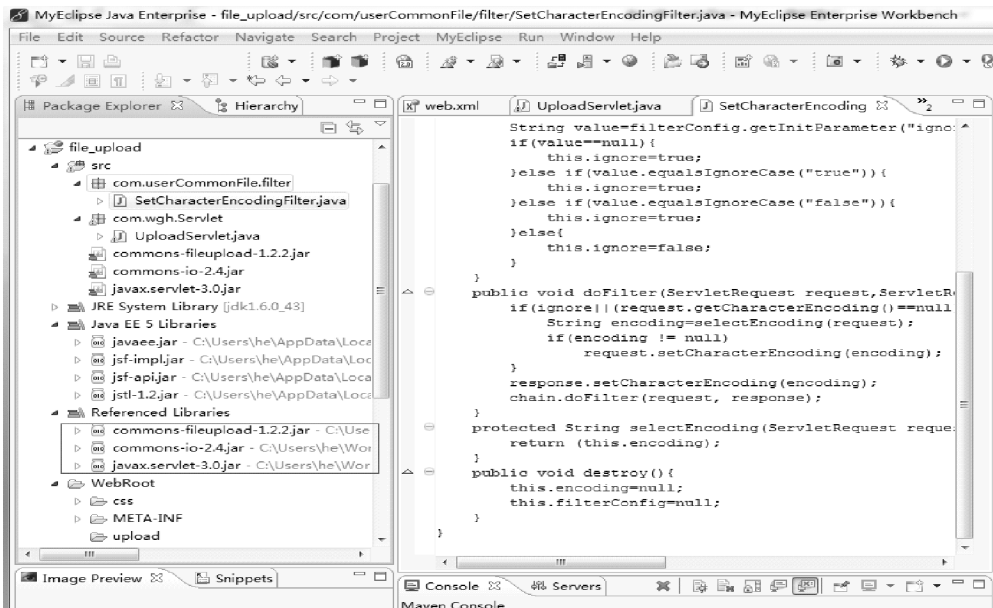 MyEclipse Java Enterprise - file_upload/src/com/userCommonFile/filter/SetCharacterEncodingFilter.java - MyEclipse Enterprise Workbench
File Edit Source Refactor Navigate Search Project MyEclipse Run Window Help
Package Explorer Hierarchy
file_upload
src
com.userCommonFile.filter
SetCharacterEncodingFilter.java
com.wgh.Servlet
UploadServlet.java
commons-fileupload-1.2.2.jar
commons-io-2.4.jar
javax.servlet-3.0.jar
JRE System Library [jdk1.6.0_43]
Java EE 5 Libraries
javaee.jar - C:\Users\he\AppData\Loca
jsf-impl.jar - C:\Users\he\AppData\Loc
jsf-api.jar - C:\Users\he\AppData\Loca
jstl-1.2.jar - C:\Users\he\AppData\Loca
Referenced Libraries
commons-fileupload-1.2.2.jar - C:\Use
commons-io-2.4.jar - C:\Users\he\Wor
javax.servlet-3.0.jar - C:\Users\he\Wor
WebRoot
css
META-INF
upload
Image Preview Snippets
web.xml UploadServlet.java SetCharacterEncoding 2
String value=filterConfig.getInitParameter("igno
if(value==null){
this.ignore=true;
}else if(value.equalsIgnoreCase("true")){
this.ignore=true;
}else if(value.equalsIgnoreCase("false")){
this.ignore=true;
}else{
this.ignore=false;
}
}
public void doFilter(ServletRequest request,ServletR
if(ignore||(request.getCharacterEncoding()==null
String encoding=selectEncoding(request);
if(encoding != null)
request.setCharacterEncoding(encoding);
}
response.setCharacterEncoding(encoding);
chain.doFilter(request, response);
}
protected String selectEncoding(ServletRequest reque
return (this.encoding);
}
public void destroy(){
this.encoding=null;
this.filterConfig=null;
}
}
Console Servers
Maven Console